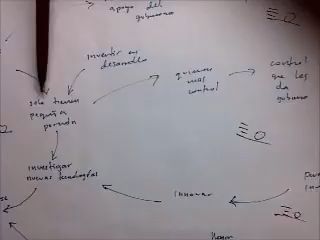 apoyo del
gobierno
invertir en
desarrollo
solo tienen
pequeña
porción
quieren
mas
control
control
que les
da
gobierno
investigar
nuevas tecnologías
innovar